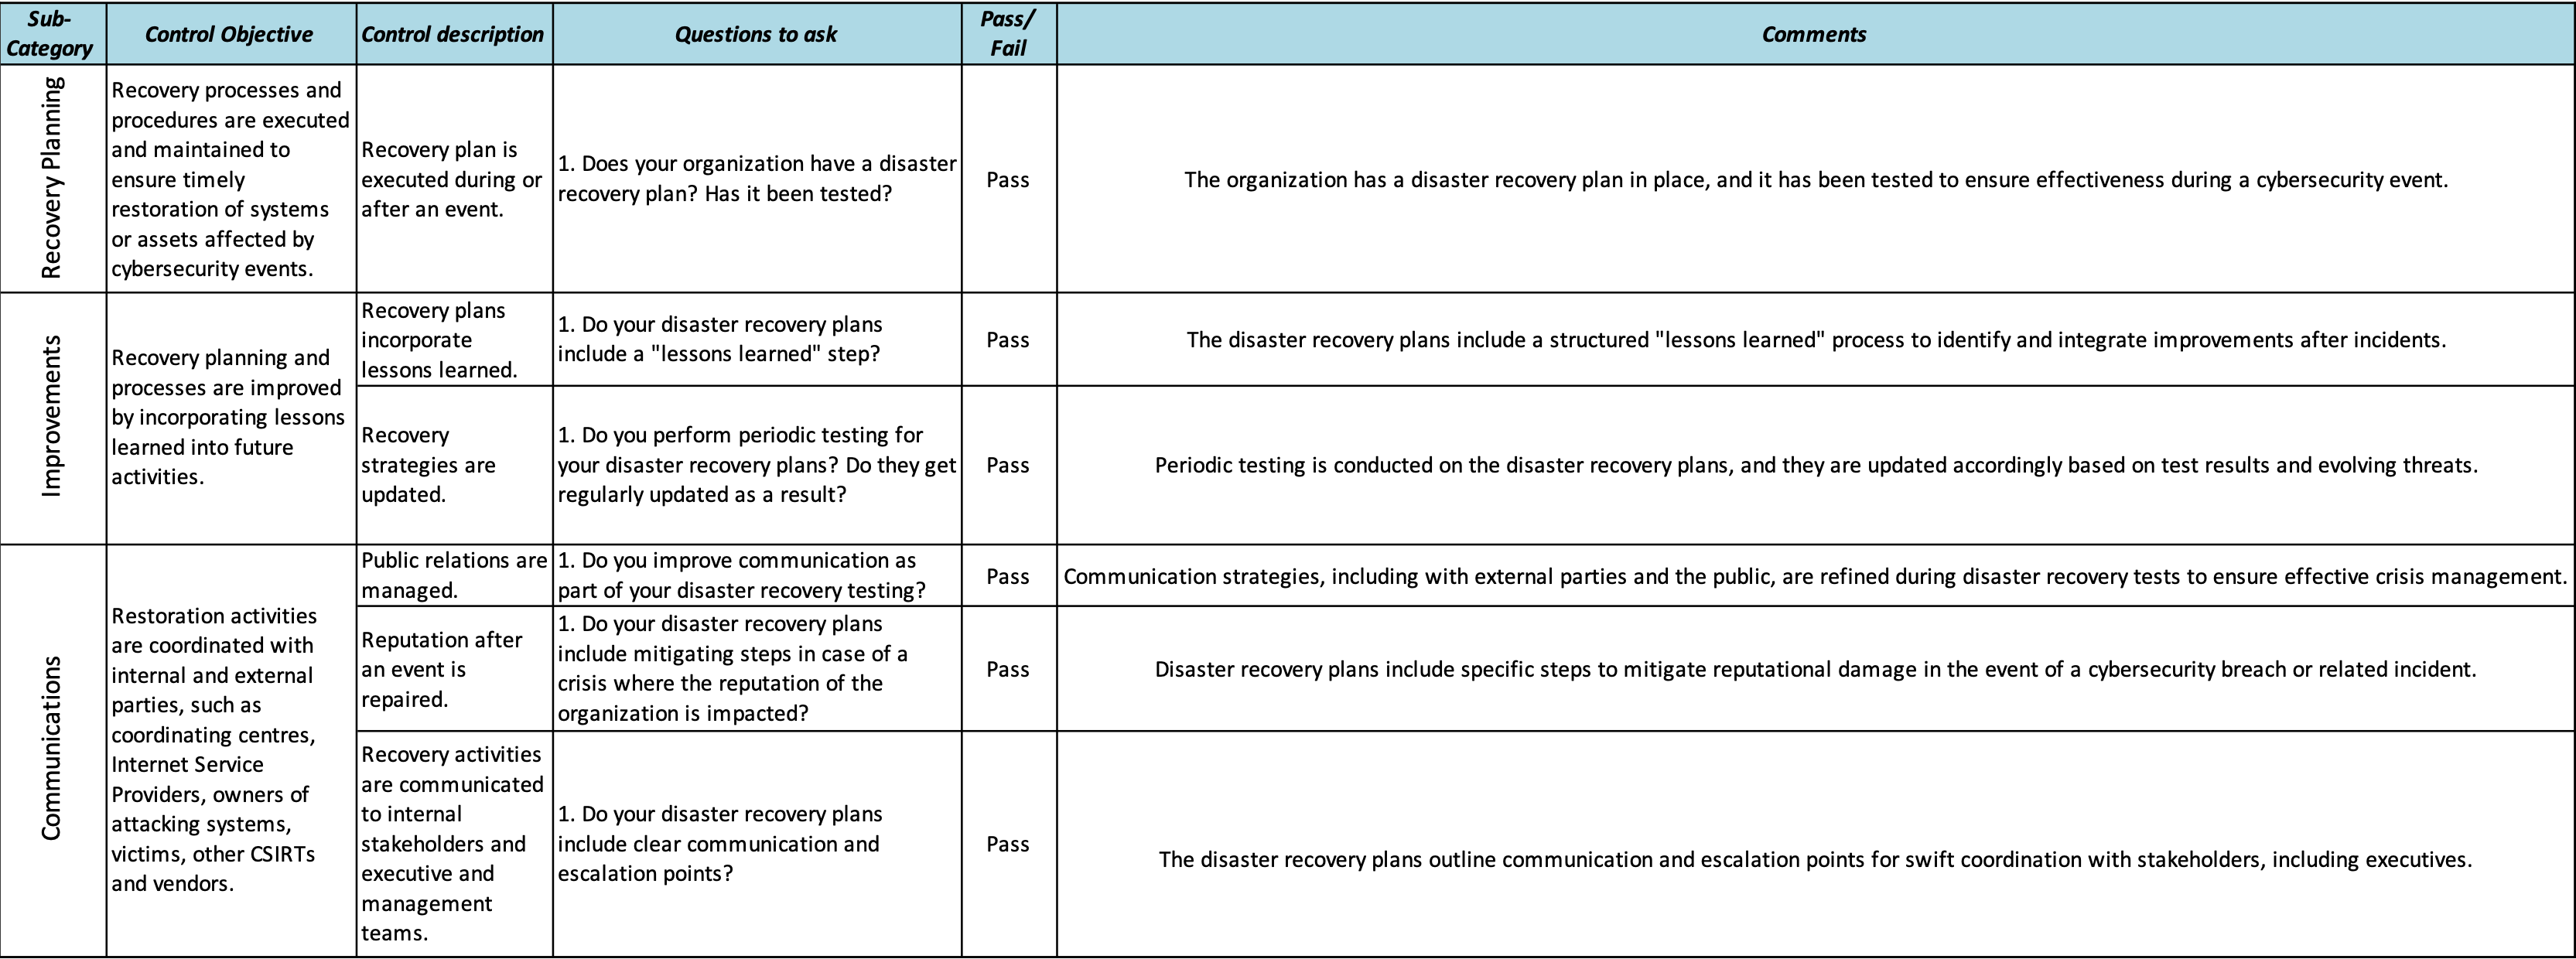 Sub-
Category
Control Objective
Control description
Questions to ask
Pass/
Fail
Comments
Recovery Planning
Recovery processes and
procedures are executed
and maintained to
ensure timely
restoration of systems
or assets affected by
cybersecurity events.
Recovery plan is
executed during or
after an event.
1. Does your organization have a disaster
recovery plan? Has it been tested?
Pass
The organization has a disaster recovery plan in place, and it has been tested to ensure effectiveness during a cybersecurity event.
Improvements
Recovery planning and
processes are improved
by incorporating lessons
learned into future
activities.
Recovery plans
incorporate
lessons learned.
1. Do your disaster recovery plans
include a "lessons learned" step?
Pass
The disaster recovery plans include a structured "lessons learned" process to identify and integrate improvements after incidents.
Recovery
strategies are
updated.
1. Do you perform periodic testing for
your disaster recovery plans? Do they get
regularly updated as a result?
Pass
Periodic testing is conducted on the disaster recovery plans, and they are updated accordingly based on test results and evolving threats.
Communications
Restoration activities
are coordinated with
internal and external
parties, such as
coordinating centres,
Internet Service
Providers, owners of
attacking systems,
victims, other CSIRTs
and vendors.
Public relations are
managed.
1. Do you improve communication as
part of your disaster recovery testing?
Pass
Communication strategies, including with external parties and the public, are refined during disaster recovery tests to ensure effective crisis management.
Reputation after
an event is
repaired.
1. Do your disaster recovery plans
include mitigating steps in case of a
crisis where the reputation of the
organization is impacted?
Pass
Disaster recovery plans include specific steps to mitigate reputational damage in the event of a cybersecurity breach or related incident.
Recovery activities
are communicated
to internal
stakeholders and
executive and
management
teams.
1. Do your disaster recovery plans
include clear communication and
escalation points?
Pass
The disaster recovery plans outline communication and escalation points for swift coordination with stakeholders, including executives.